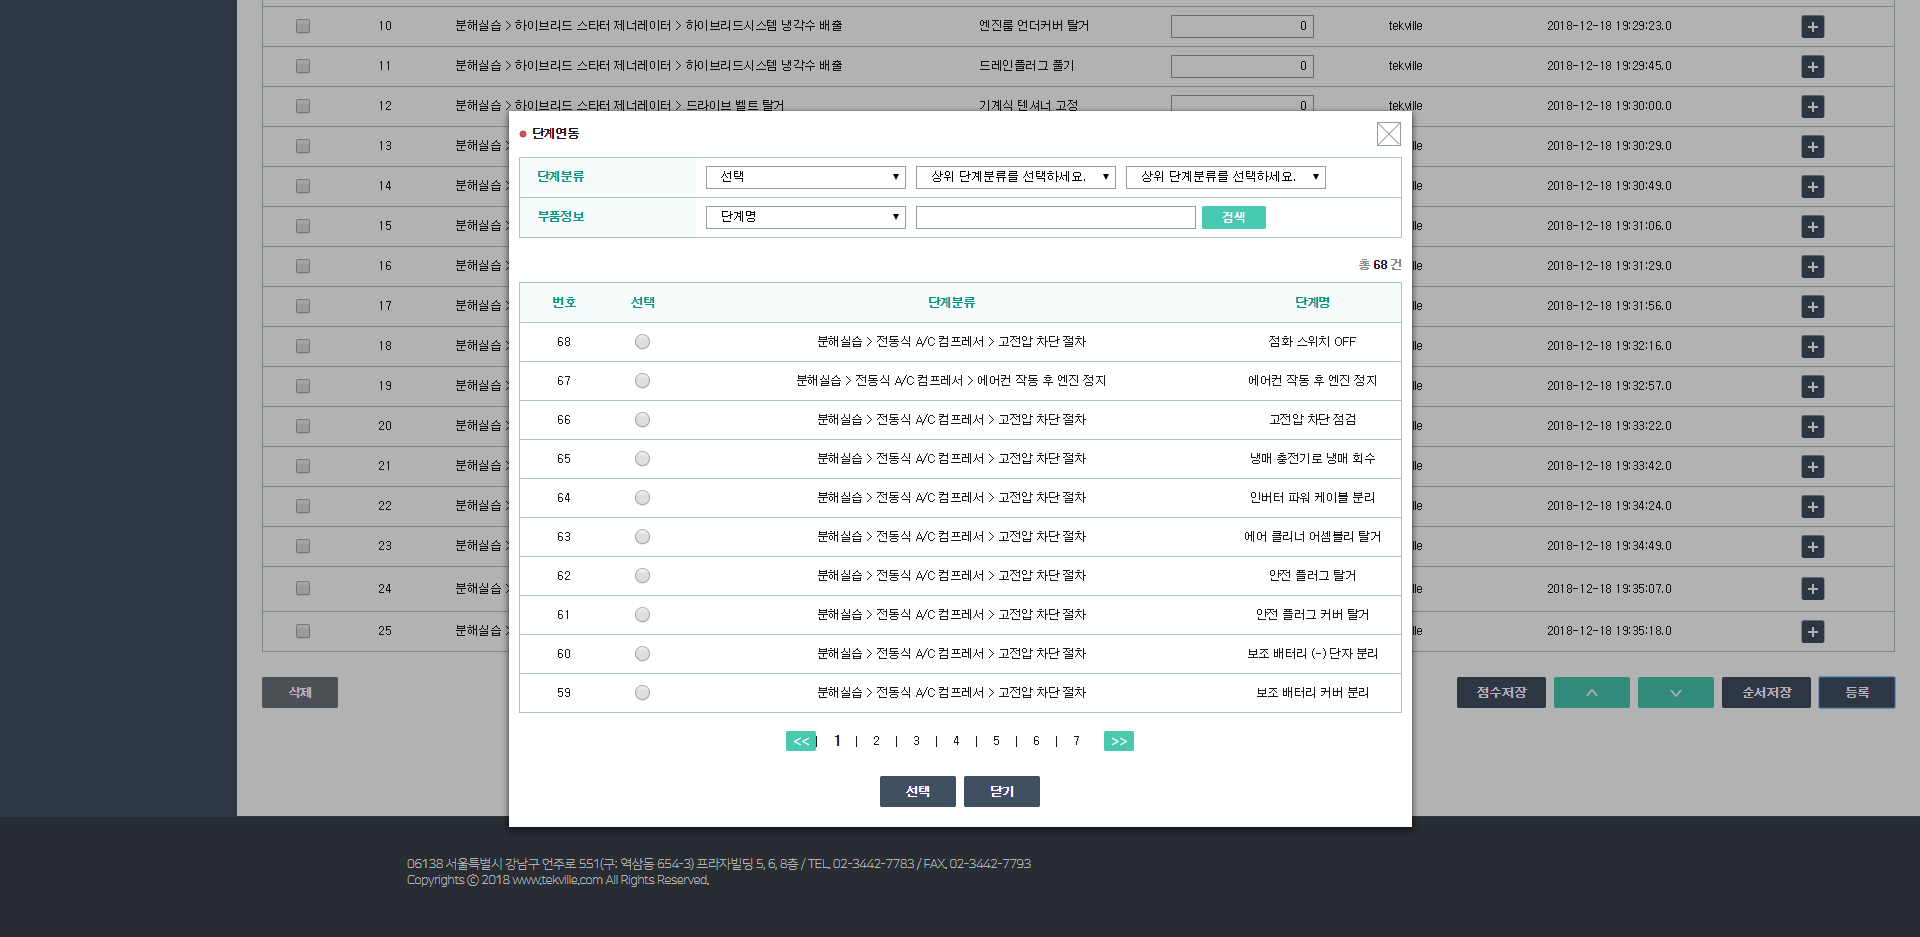 10 분해실습 > 하이브리드 스타터 제너레이터 > 하이브리드시스템 냉각수 배출 엔진룸 언더커버 탈거 0 tekville 2018-12-18 19:29:23.0 +
11 분해실습 > 하이브리드 스타터 제너레이터 > 하이브리드시스템 냉각수 배출 드레인플러그 풀기 0 tekville 2018-12-18 19:29:45.0 +
12 분해실습 > 하이브리드 스타터 제너레이터 > 드라이브 벨트 탈거 기계식 텐셔너 고정 0 tekville 2018-12-18 19:30:00.0 +
13 분해실습 > lle 2018-12-18 19:30:29.0 +
14 분해실습 > lle 2018-12-18 19:30:49.0 +
15 분해실습 > lle 2018-12-18 19:31:06.0 +
16 분해실습 > lle 2018-12-18 19:31:29.0 +
17 분해실습 > lle 2018-12-18 19:31:56.0 +
18 분해실습 > lle 2018-12-18 19:32:16.0 +
19 분해실습 > lle 2018-12-18 19:32:57.0 +
20 분해실습 > lle 2018-12-18 19:33:22.0 +
21 분해실습 > lle 2018-12-18 19:33:42.0 +
22 분해실습 > lle 2018-12-18 19:34:24.0 +
23 분해실습 > lle 2018-12-18 19:34:49.0 +
24 분해실습 > lle 2018-12-18 19:35:07.0 +
25 분해실습 > lle 2018-12-18 19:35:18.0 +
삭제 점수저장 순서저장 등록
단계연동
단계분류 선택 상위 단계분류를 선택하세요. 상위 단계분류를 선택하세요.
부품정보 단계명 검색
총 68 건
번호 선택 단계분류 단계명
68 분해실습 > 전동식 A/C 컴프레서 > 고전압 차단 절차 점화 스위치 OFF
67 분해실습 > 전동식 A/C 컴프레서 > 에어컨 작동 후 엔진 정지 에어컨 작동 후 엔진 정지
66 분해실습 > 전동식 A/C 컴프레서 > 고전압 차단 절차 고전압 차단 점검
65 분해실습 > 전동식 A/C 컴프레서 > 고전압 차단 절차 냉매 충전기로 냉매 회수
64 분해실습 > 전동식 A/C 컴프레서 > 고전압 차단 절차 인버터 파워 케이블 분리
63 분해실습 > 전동식 A/C 컴프레서 > 고전압 차단 절차 에어 클리너 어셈블리 탈거
62 분해실습 > 전동식 A/C 컴프레서 > 고전압 차단 절차 안전 플러그 탈거
61 분해실습 > 전동식 A/C 컴프레서 > 고전압 차단 절차 안전 플러그 커버 탈거
60 분해실습 > 전동식 A/C 컴프레서 > 고전압 차단 절차 보조 배터리 (-) 단자 분리
59 분해실습 > 전동식 A/C 컴프레서 > 고전압 차단 절차 보조 배터리 커버 분리
<< | 1 | 2 | 3 | 4 | 5 | 6 | 7 >>
선택 닫기
06138 서울특별시 강남구 언주로 551(구: 역삼동 654-3) 프라자빌딩 5, 6, 8층 / TEL. 02-3442-7783 / FAX. 02-3442-7793
Copyrights ⓒ 2018 www.tekville.com All Rights Reserved.